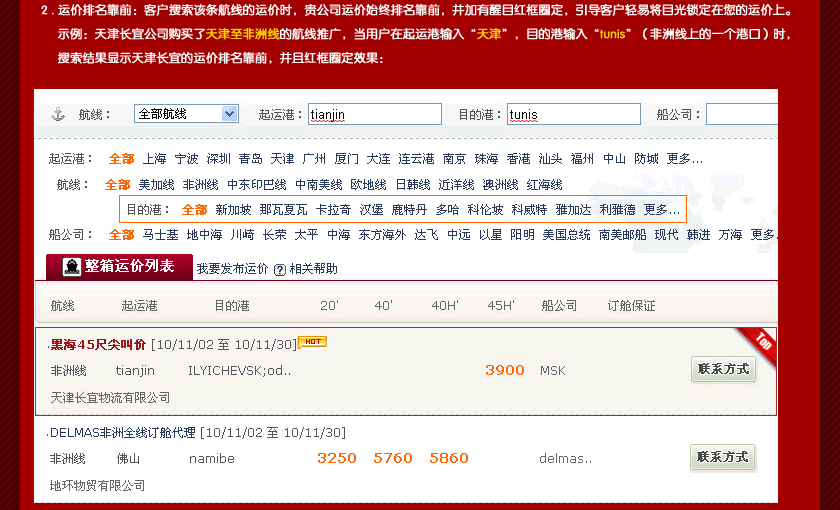 2．运价排名靠前：客户搜索该条航线的运价时，贵公司运价始终排名靠前，并加有醒目红框圈定，引导客户轻易将目光锁定在您的运价上。
示例：天津长宜公司购买了天津至非洲线的航线推广，当用户在起运港输入“天津”，目的港输入“tunis”（非洲线上的一个港口）时，
搜索结果显示天津长宜的运价排名靠前，并且红框圈定效果：
航线： 全部航线 起运港： tianjin 目的港： tunis 船公司：
起运港： 全部 上海 宁波 深圳 青岛 天津 广州 厦门 大连 连云港 南京 珠海 香港 汕头 福州 中山 防城 更多...
航线： 全部 美加线 非洲线 中东印巴线 中南美线 欧地线 日韩线 近洋线 澳洲线 红海线
目的港： 全部 新加坡 那瓦夏瓦 卡拉奇 汉堡 鹿特丹 多哈 科伦坡 科威特 雅加达 利雅德 更多...
船公司： 全部 马士基 地中海 川崎 长荣 太平 中海 东方海外 达飞 中远 以星 阳明 美国总统 南美邮船 现代 韩进 万海 更多.
整箱运价列表 我要发布运价 ? 相关帮助
航线 起运港 目的港 20' 40' 40H' 45H' 船公司 订舱保证
.黑海45尺尖叫价 [10/11/02 至 10/11/30] HOT Top
非洲线 tianjin ILYICHEVSK;od.. 3900 MSK 联系方式
天津长宜物流有限公司
.DELMAS非洲全线订舱代理 [10/11/02 至 10/11/30]
非洲线 佛山 namibe 3250 5760 5860 delmas.. 联系方式
地环物贸有限公司